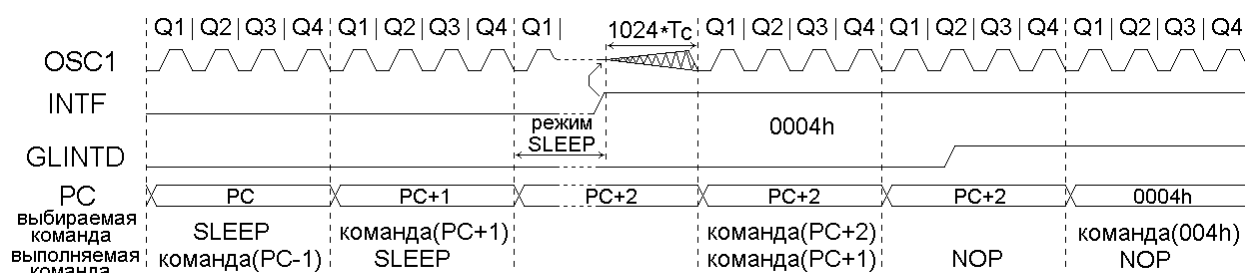 Q1|Q2|Q3|Q4 Q1|Q2|Q3|Q4 Q1| 1024*Tc Q1|Q2|Q3|Q4 Q1|Q2|Q3|Q4 Q1|Q2|Q3|Q4
OSC1
INTF
режим 0004h
SLEEP
GLINTD
PC PC PC+1 PC+2 PC+2 PC+2 0004h
выбираемая
команда SLEEP команда(PC+1) команда(PC+2) команда(004h)
выполняемая
команда команда(PC-1) SLEEP команда(PC+1) NOP NOP